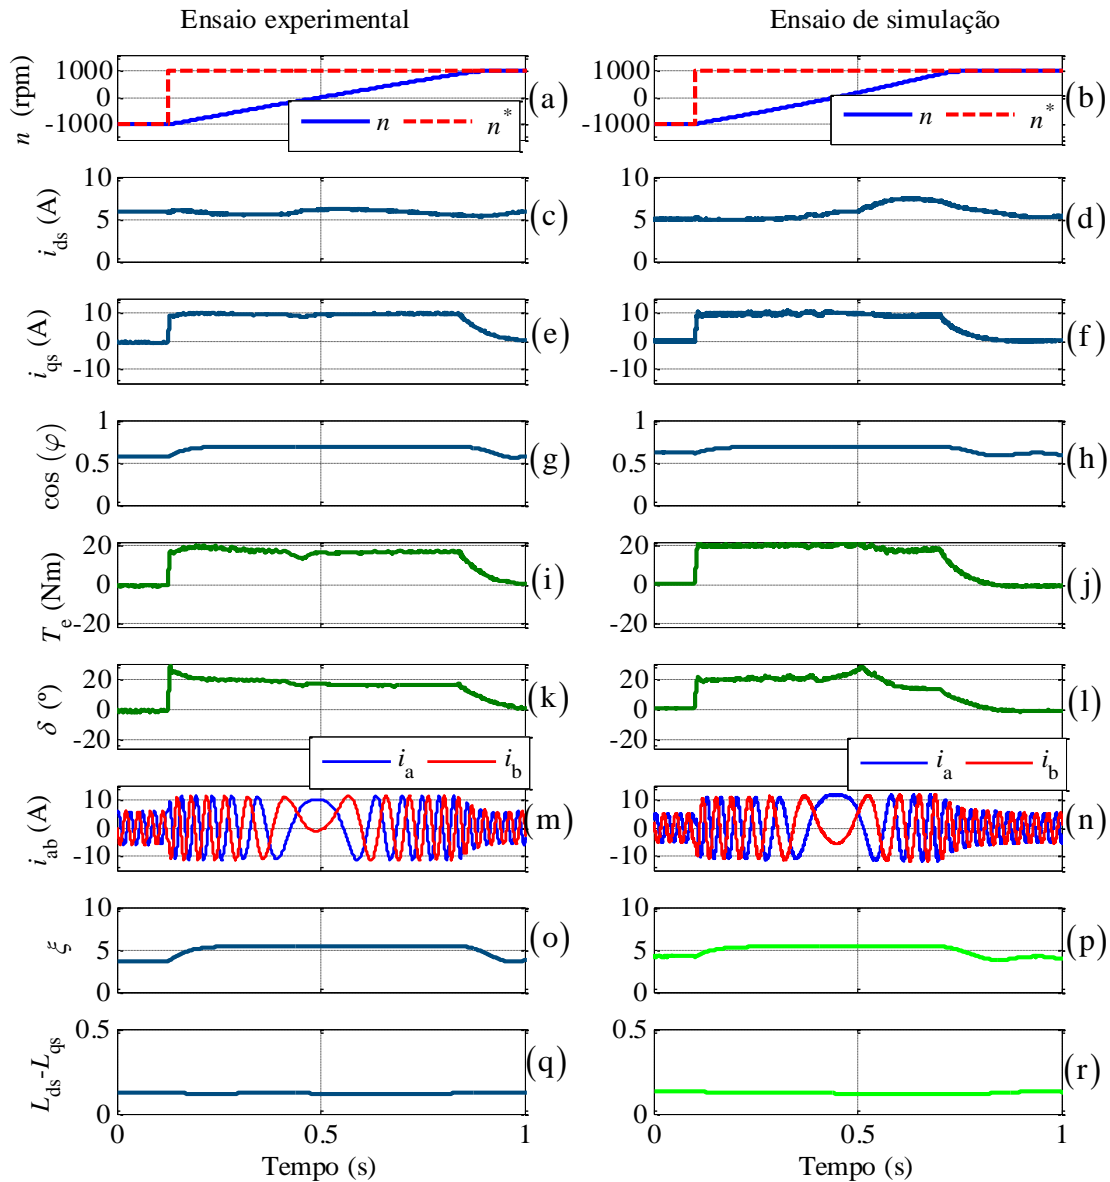 Ensaio experimental
Ensaio de simulação
n (rpm)
1000
0
-1000
n n*
(a)
1000
0
-1000
n n*
(b)
i_ds (A)
10
5
0
(c)
10
5
0
(d)
i_qs (A)
10
0
-10
(e)
10
0
-10
(f)
cos (φ)
1
0.5
0
(g)
1
0.5
0
(h)
T_e (Nm)
20
0
-20
(i)
20
0
-20
(j)
δ (º)
20
0
-20
(k)
20
0
-20
(l)
i_a i_b
i_a i_b
i_ab (A)
10
0
-10
(m)
10
0
-10
(n)
ξ
10
5
0
(o)
10
5
0
(p)
L_ds-L_qs
0.5
0
(q)
0.5
0
(r)
0 0.5 1
0 0.5 1
Tempo (s)
Tempo (s)